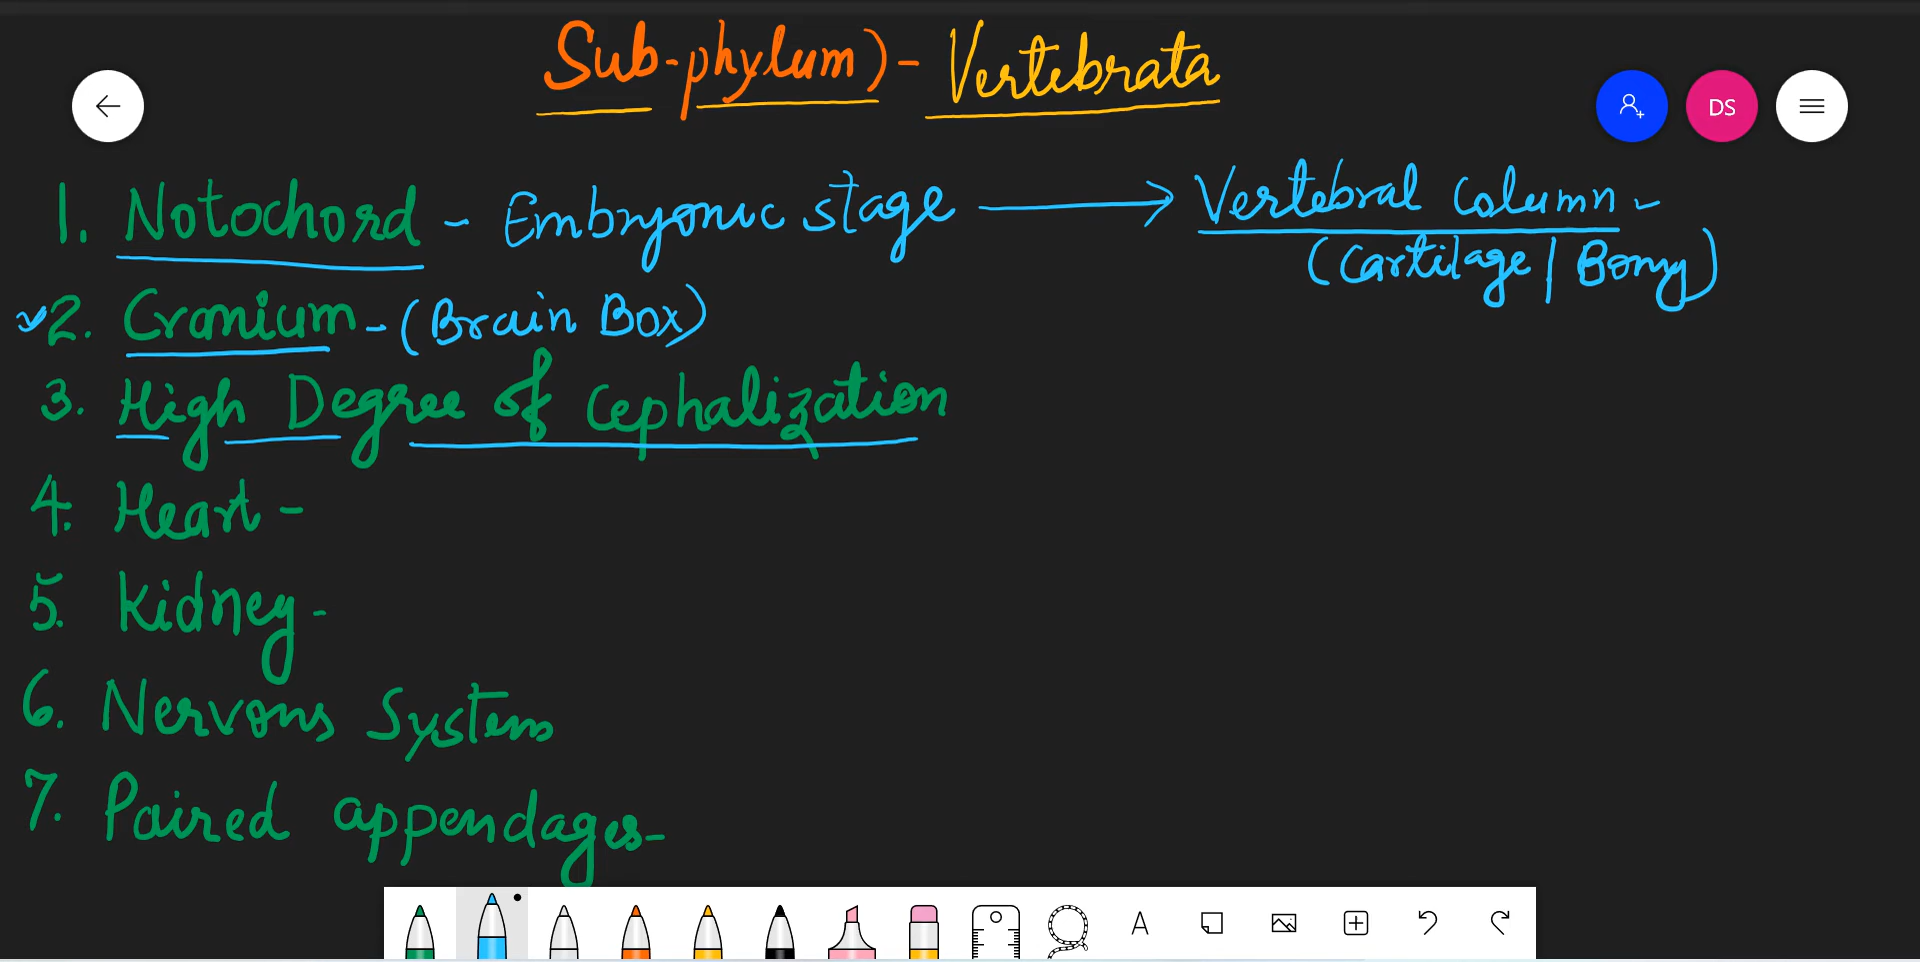 Sub-phylum) - Vertebrata
DS
1. Notochord - Embryonic stage → Vertebral Column -
(Cartilage / Bony)
2. Cranium - (Brain Box)
3. High Degree of Cephalization
4. Heart -
5. Kidney -
6. Nervous System
7. Paired appendages -
A